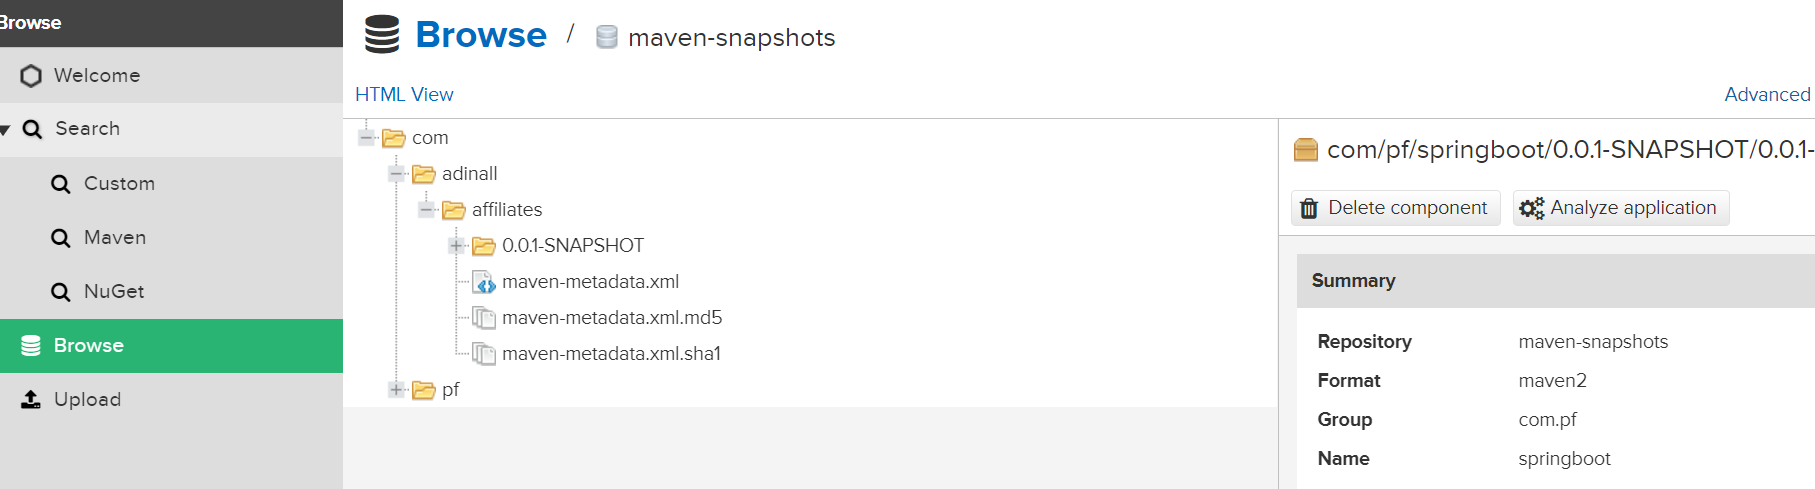 Browse
Welcome
Search
Custom
Maven
NuGet
Browse
Upload
Browse / maven-snapshots
HTML View
Advanced
com
adinall
affiliates
0.0.1-SNAPSHOT
maven-metadata.xml
maven-metadata.xml.md5
maven-metadata.xml.sha1
pf
com/pf/springboot/0.0.1-SNAPSHOT/0.0.1-
Delete component
Analyze application
Summary
Repository maven-snapshots
Format maven2
Group com.pf
Name springboot